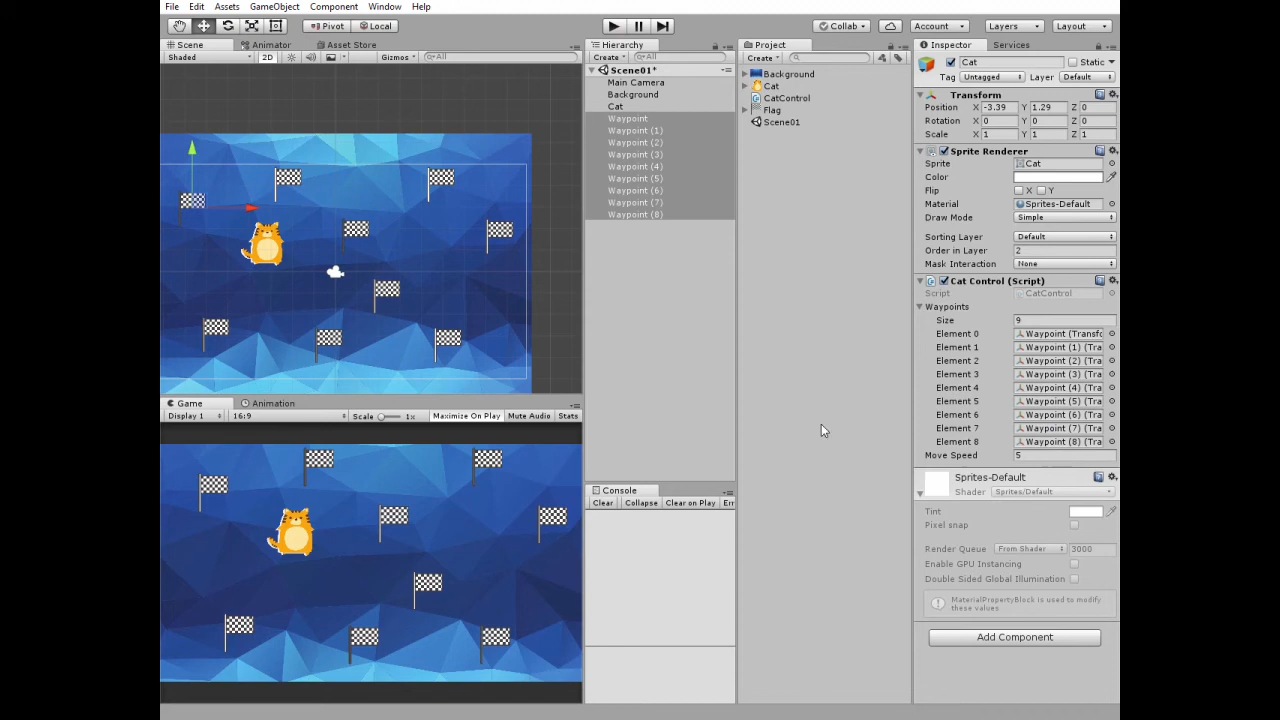 File Edit Assets GameObject Component Window Help
Pivot Local Collab Account Layers Layout
Scene Animator Asset Store
Shaded 2D Gizmos All
Hierarchy
Create All
Scene01*
Main Camera
Background
Cat
Waypoint
Waypoint (1)
Waypoint (2)
Waypoint (3)
Waypoint (4)
Waypoint (5)
Waypoint (6)
Waypoint (7)
Waypoint (8)
Project
Create
Background
Cat
CatControl
Flag
Scene01
Inspector Services
Cat Static
Tag Untagged Layer Default
Transform
Position X -3.39 Y 1.29 Z 0
Rotation X 0 Y 0 Z 0
Scale X 1 Y 1 Z 1
Sprite Renderer
Sprite Cat
Color
Flip X Y
Material Sprites-Default
Draw Mode Simple
Sorting Layer Default
Order in Layer 2
Mask Interaction None
Cat Control (Script)
Script CatControl
Waypoints
Size 9
Element 0 Waypoint (Transfo
Element 1 Waypoint (1) (Tra
Element 2 Waypoint (2) (Tra
Element 3 Waypoint (3) (Tra
Element 4 Waypoint (4) (Tra
Element 5 Waypoint (5) (Tra
Element 6 Waypoint (6) (Tra
Element 7 Waypoint (7) (Tra
Element 8 Waypoint (8) (Tra
Move Speed 5
Sprites-Default
Shader Sprites/Default
Tint
Pixel snap
Render Queue From Shader 3000
Enable GPU Instancing
Double Sided Global Illumination
MaterialPropertyBlock is used to modify
these values
Add Component
Game Animation
Display 1 16:9 Scale 1x Maximize On Play Mute Audio Stats
Console
Clear Collapse Clear on Play Err